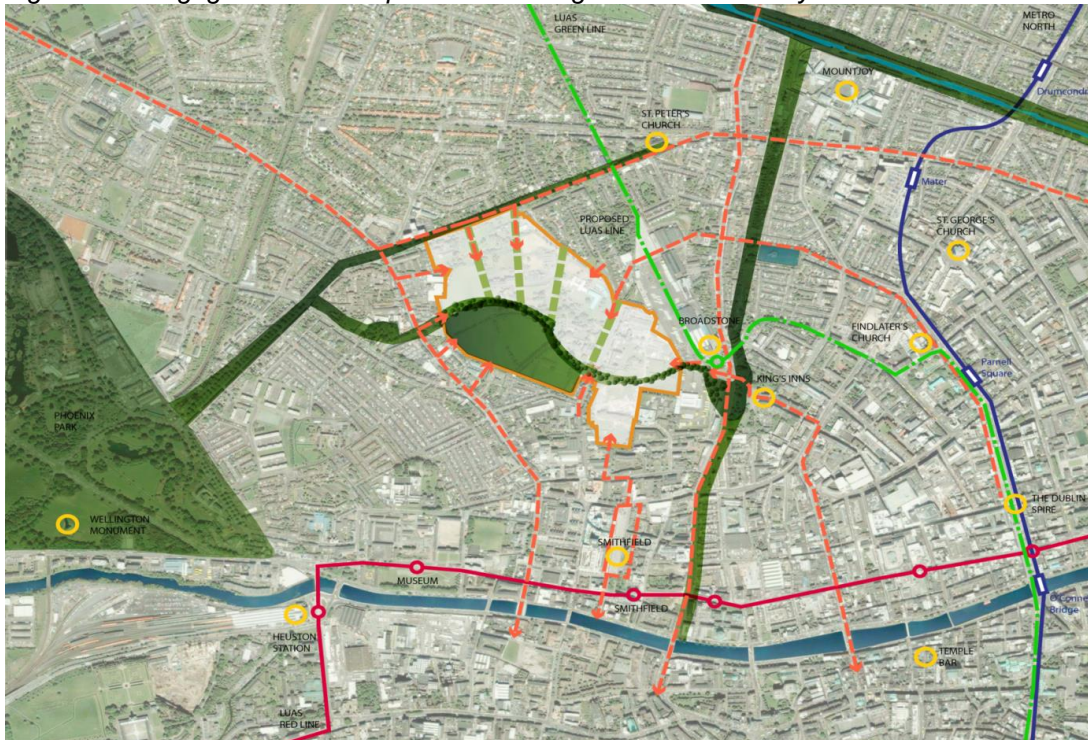 LUAS
GREEN LINE
METRO
NORTH
MOUNTJOY
Drumcondra
ST. PETER'S
CHURCH
Mater
PROPOSED
LUAS LINE
ST. GEORGE'S
CHURCH
BROADSTONE
FINDLATER'S
CHURCH
Parnell
Square
KING'S INNS
PHOENIX
PARK
WELLINGTON
MONUMENT
THE DUBLIN
SPIRE
SMITHFIELD
MUSEUM
SMITHFIELD
O'Conne
Bridge
HEUSTON
STATION
TEMPLE
BAR
LUAS
RED LINE